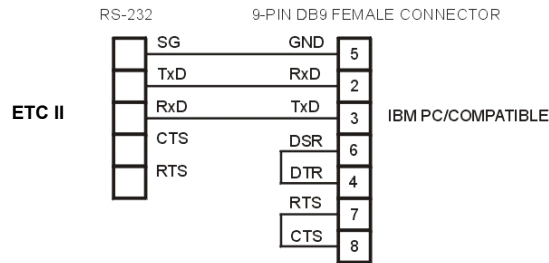 RS-232 9-PIN DB9 FEMALE CONNECTOR
SG GND 5
TxD RxD 2
ETC II RxD TxD 3 IBM PC/COMPATIBLE
CTS DSR 6
RTS DTR 4
RTS 7
CTS 8